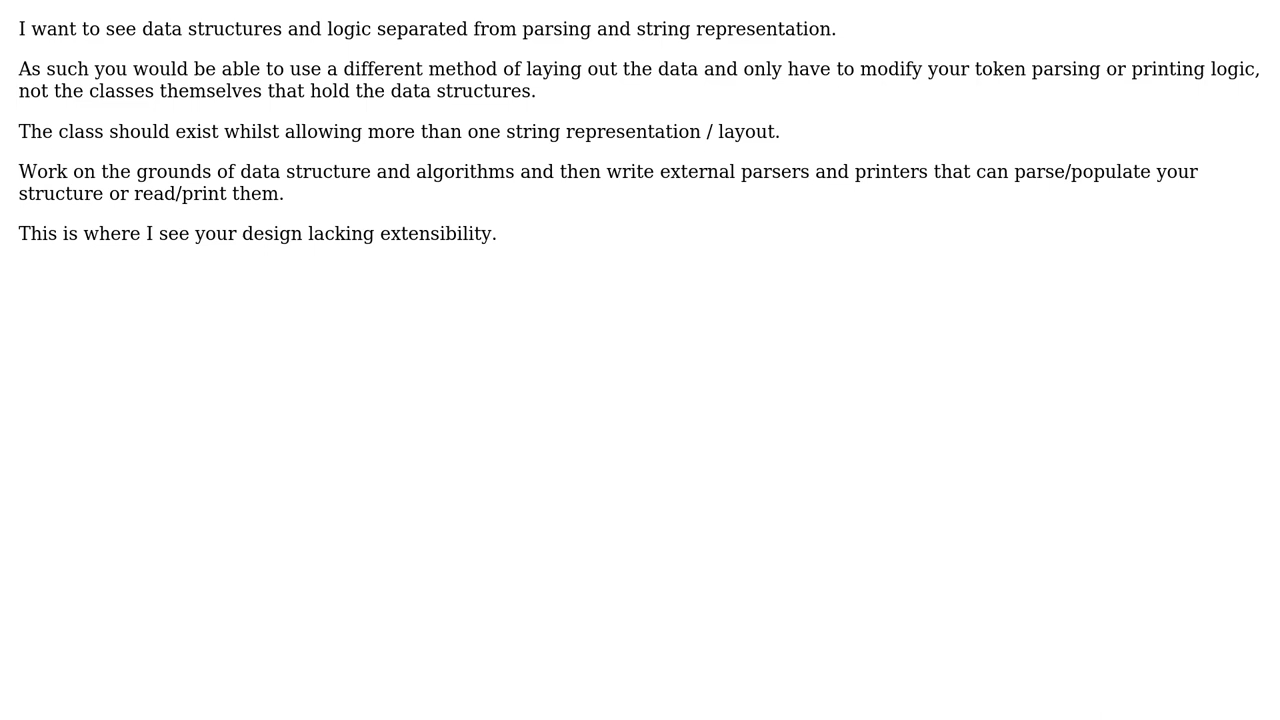 I want to see data structures and logic separated from parsing and string representation.
As such you would be able to use a different method of laying out the data and only have to modify your token parsing or printing logic,
not the classes themselves that hold the data structures.
The class should exist whilst allowing more than one string representation / layout.
Work on the grounds of data structure and algorithms and then write external parsers and printers that can parse/populate your
structure or read/print them.
This is where I see your design lacking extensibility.